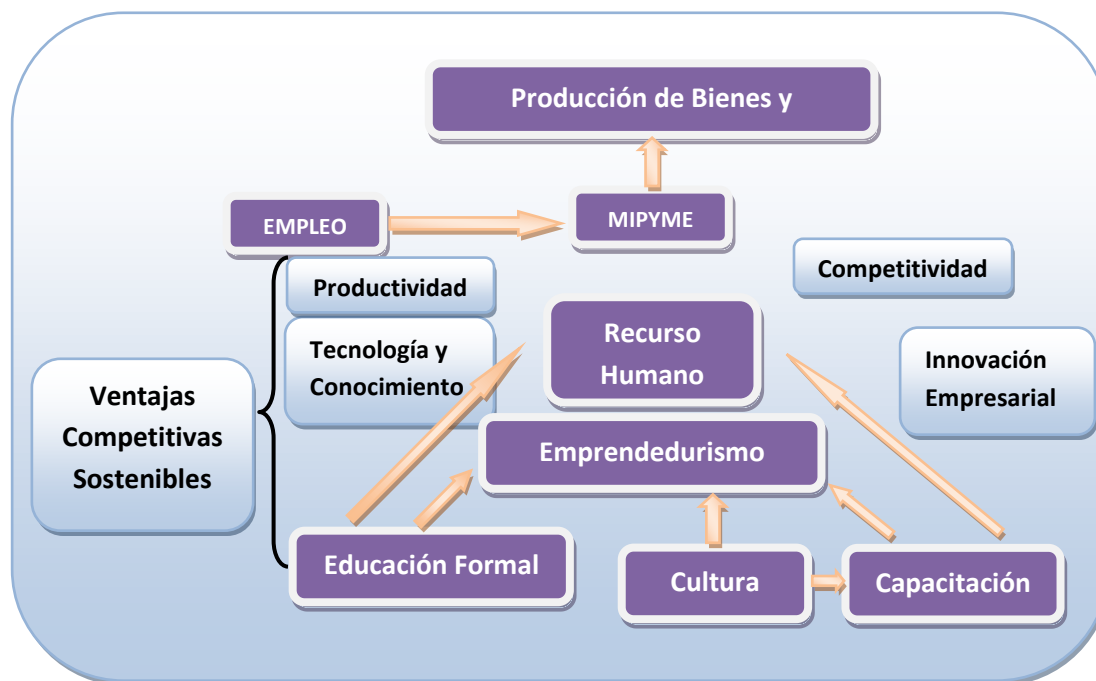 Producción de Bienes y
EMPLEO
MIPYME
Productividad
Competitividad
Tecnología y
Conocimiento
Recurso
Humano
Innovación
Empresarial
Ventajas
Competitivas
Sostenibles
Emprendedurismo
Educación Formal
Cultura
Capacitación